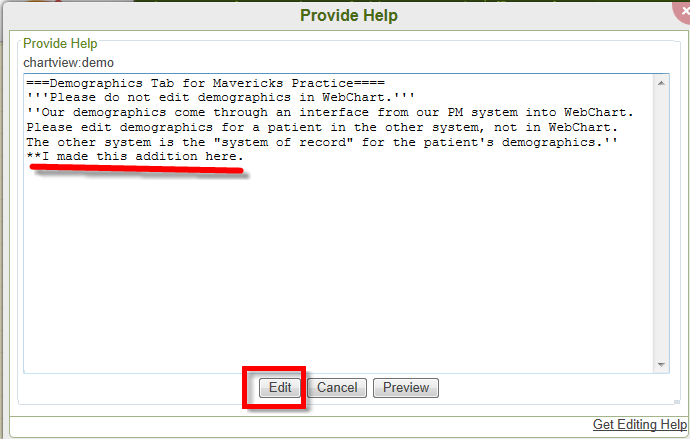 Provide Help
Provide Help
chartview:demo
===Demographics Tab for Mavericks Practice====
'''Please do not edit demographics in WebChart.'''
''Our demographics come through an interface from our PM system into WebChart.
Please edit demographics for a patient in the other system, not in WebChart.
The other system is the "system of record" for the patient's demographics.''
**I made this addition here.
Edit Cancel Preview
Get Editing Help